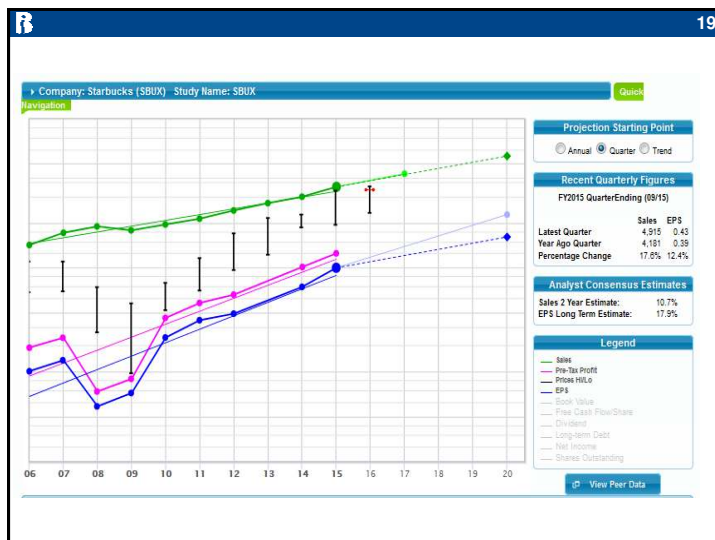 19
Company: Starbucks (SBUX) Study Name: SBUX
Quick
Navigation
Projection Starting Point
Annual Quarter Trend
Recent Quarterly Figures
FY2015 QuarterEnding (09/15)
Sales EPS
Latest Quarter 4,915 0.43
Year Ago Quarter 4,181 0.39
Percentage Change 17.6% 12.4%
Analyst Consensus Estimates
Sales 2 Year Estimate: 10.7%
EPS Long Term Estimate: 17.9%
Legend
Sales
Pre-Tax Profit
Prices Hi/Lo
EPS
Book Value
Free Cash Flow/Share
Dividend
Long-term Debt
Net Income
Shares Outstanding
06 07 08 09 10 11 12 13 14 15 16 17 18 19 20
View Peer Data